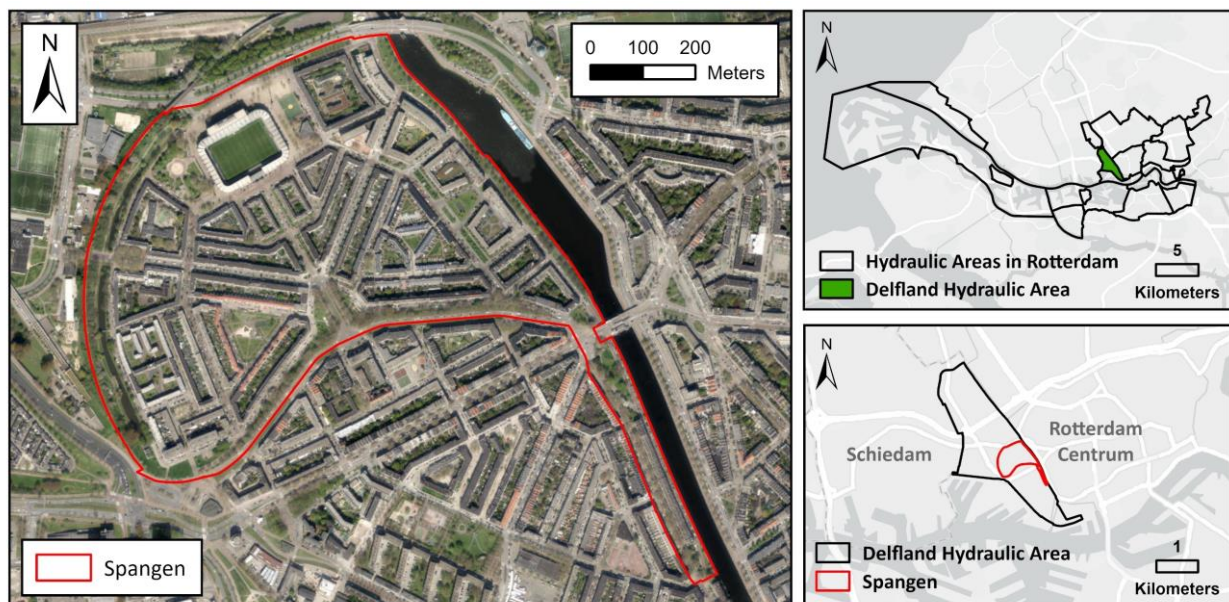 N
0 100 200
Meters
Spangen
N
Hydraulic Areas in Rotterdam
Delfland Hydraulic Area
5
Kilometers
N
Schiedam
Rotterdam
Centrum
Delfland Hydraulic Area
Spangen
1
Kilometers